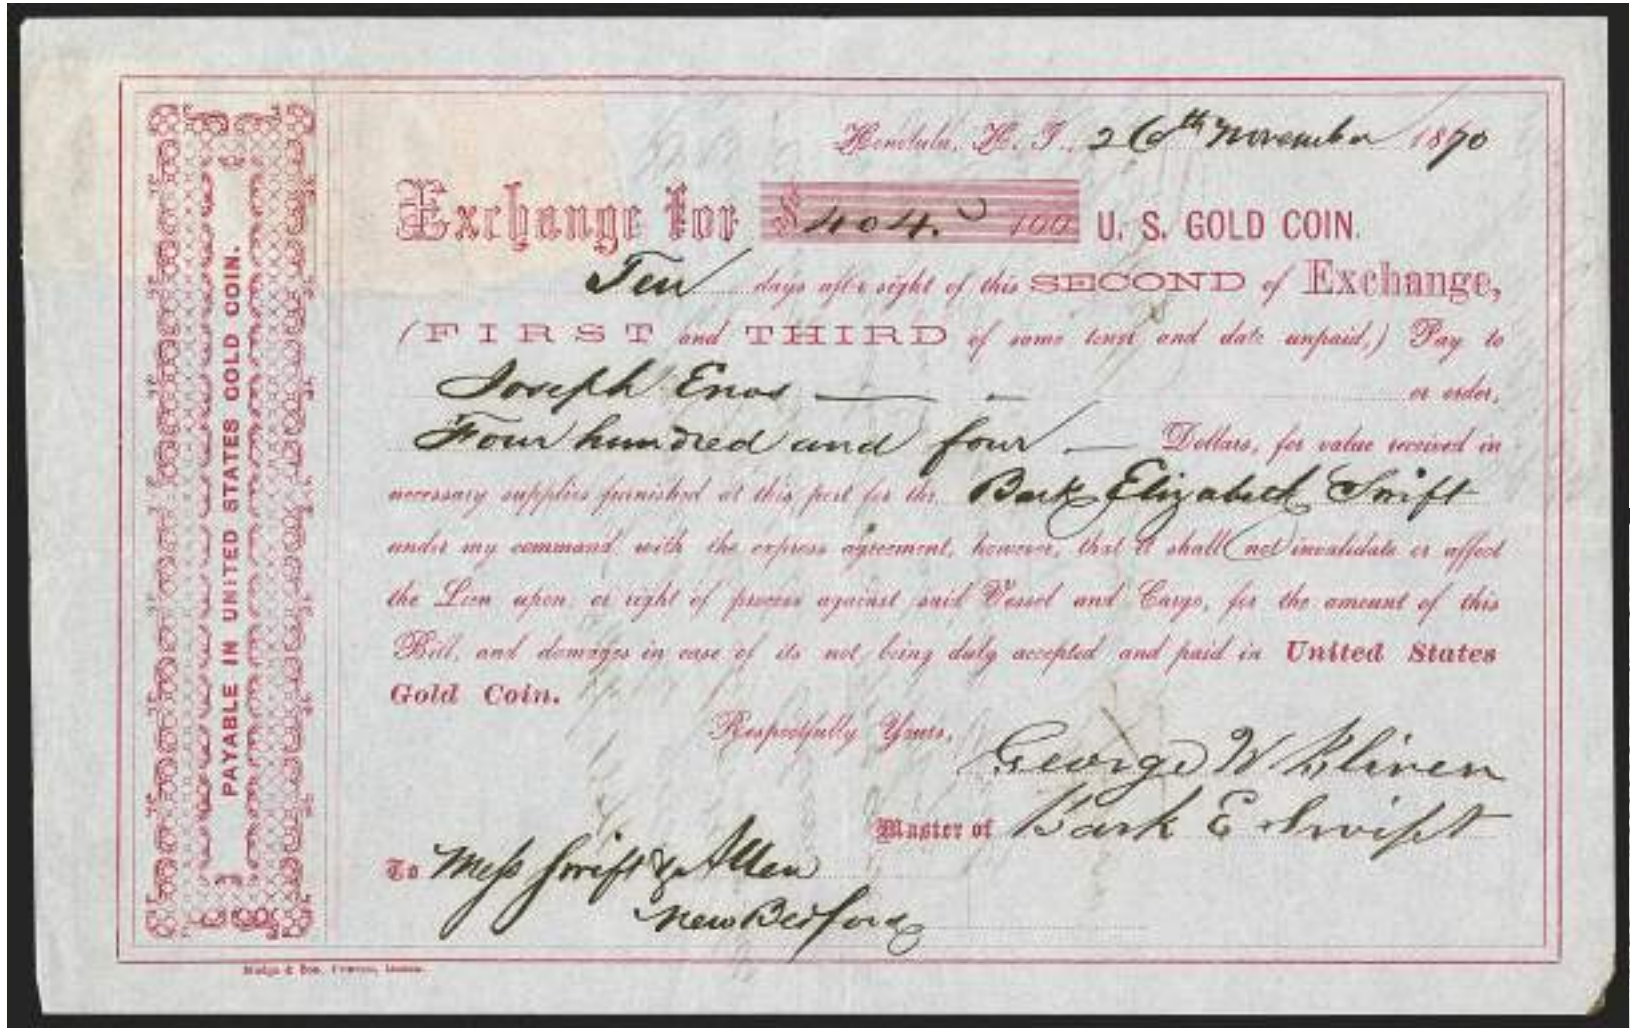 Honolulu, H. I., 26th November 1870
Exchange for $404. 100 U. S. GOLD COIN.
Ten days after sight of this SECOND of Exchange,
(FIRST and THIRD of same tenor and date unpaid,) Pay to
Joseph Enos — — or order,
Four hundred and four — Dollars, for value received in
necessary supplies furnished at this port for the Bark Elizabeth Swift
under my command, with the express agreement, however, that it shall (not) invalidate or affect
the Lien upon, or right of process against said Vessel and Cargo, for the amount of this
Bill, and damages in case of its not being duly accepted and paid in United States
Gold Coin.
Respectfully Yours,
George W Bliven
Master of Bark E Swift
To Mess Swift & Allen
New Bedford
PAYABLE IN UNITED STATES GOLD COIN.
& Son,